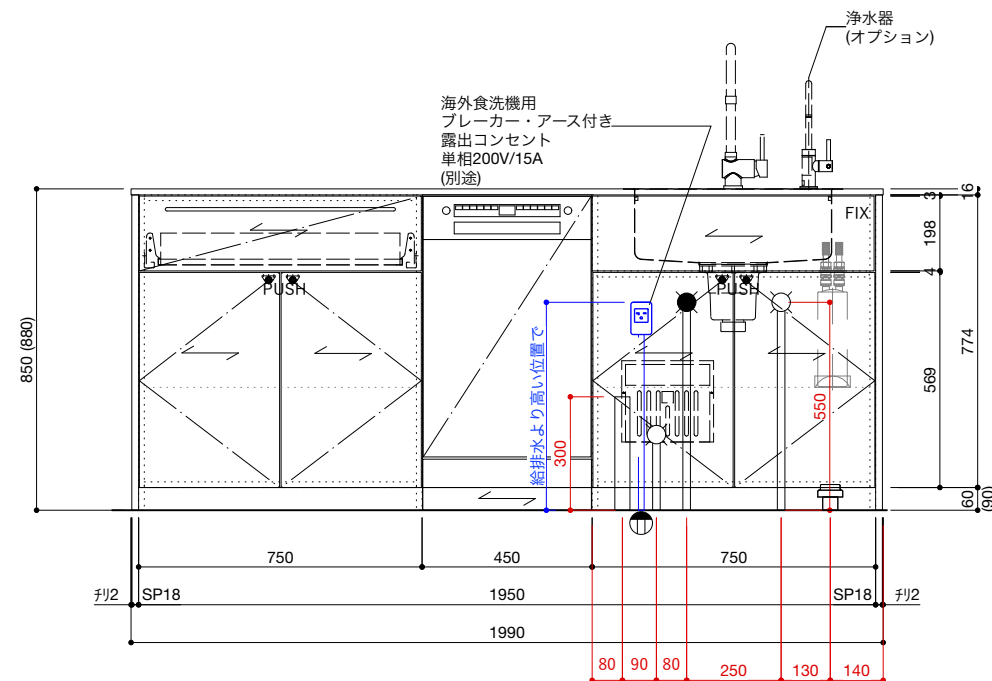 浄水器
(オプション)
海外食洗機用
ブレーカー・アース付き
露出コンセント
単相200V/15A
(別途)
16
3
FIX
198
4
PUSH
PUSH
850 (880)
給排水より高い位置で
300
550
569
774
60
(90)
750
450
750
ﾁﾘ2
SP18
1950
SP18
ﾁﾘ2
1990
80
90
80
250
130
140